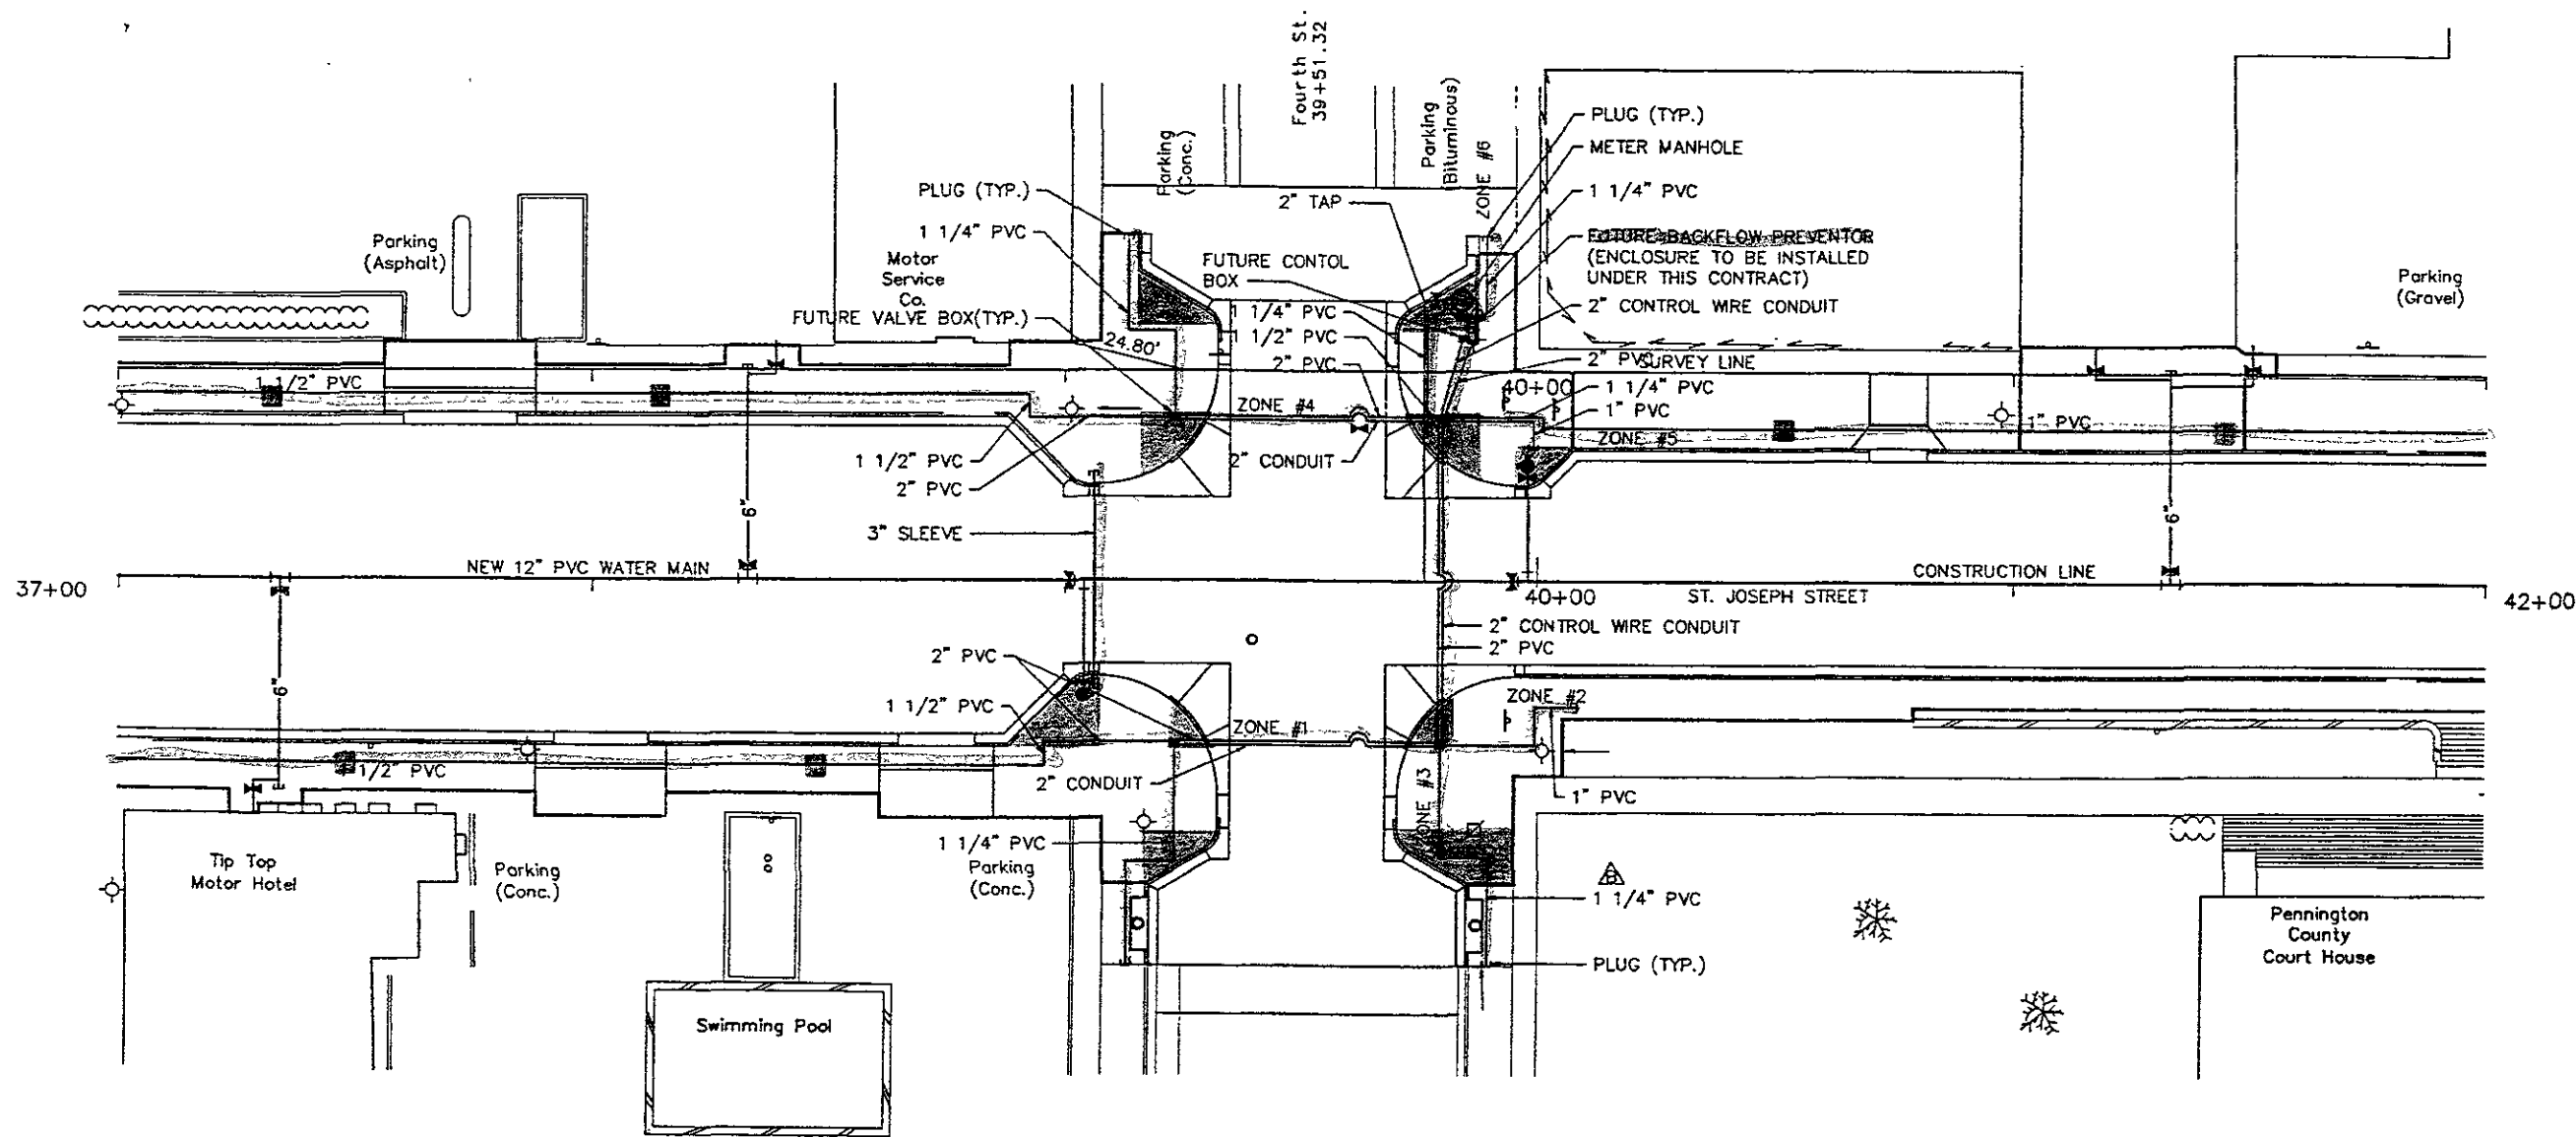 Fourth St.
39+51.32
Parking
(Conc.)
Parking
(Bituminous)
ZONE #6
PLUG (TYP.)
METER MANHOLE
1 1/4" PVC
FUTURE BACKFLOW PREVENTOR
(ENCLOSURE TO BE INSTALLED
UNDER THIS CONTRACT)
2" CONTROL WIRE CONDUIT
2" PVC
SURVEY LINE
40+00
1 1/4" PVC
1" PVC
ZONE #5
1" PVC
Parking
(Gravel)
PLUG (TYP.)
1 1/4" PVC
2" TAP
FUTURE CONTOL
BOX
1 1/4" PVC
1 1/2" PVC
2" PVC
Parking
(Asphalt)
Motor
Service
Co.
FUTURE VALVE BOX(TYP.)
24.80'
1 1/2" PVC
ZONE #4
2" CONDUIT
1 1/2" PVC
2" PVC
6"
6"
3" SLEEVE
NEW 12" PVC WATER MAIN
CONSTRUCTION LINE
37+00
40+00
ST. JOSEPH STREET
42+00
2" CONTROL WIRE CONDUIT
2" PVC
6"
2" PVC
1 1/2" PVC
ZONE #1
ZONE #2
1/2" PVC
2" CONDUIT
ZONE #3
1" PVC
1 1/4" PVC
Parking
(Conc.)
Tip Top
Motor Hotel
Parking
(Conc.)
1 1/4" PVC
PLUG (TYP.)
Pennington
County
Court House
Swimming Pool